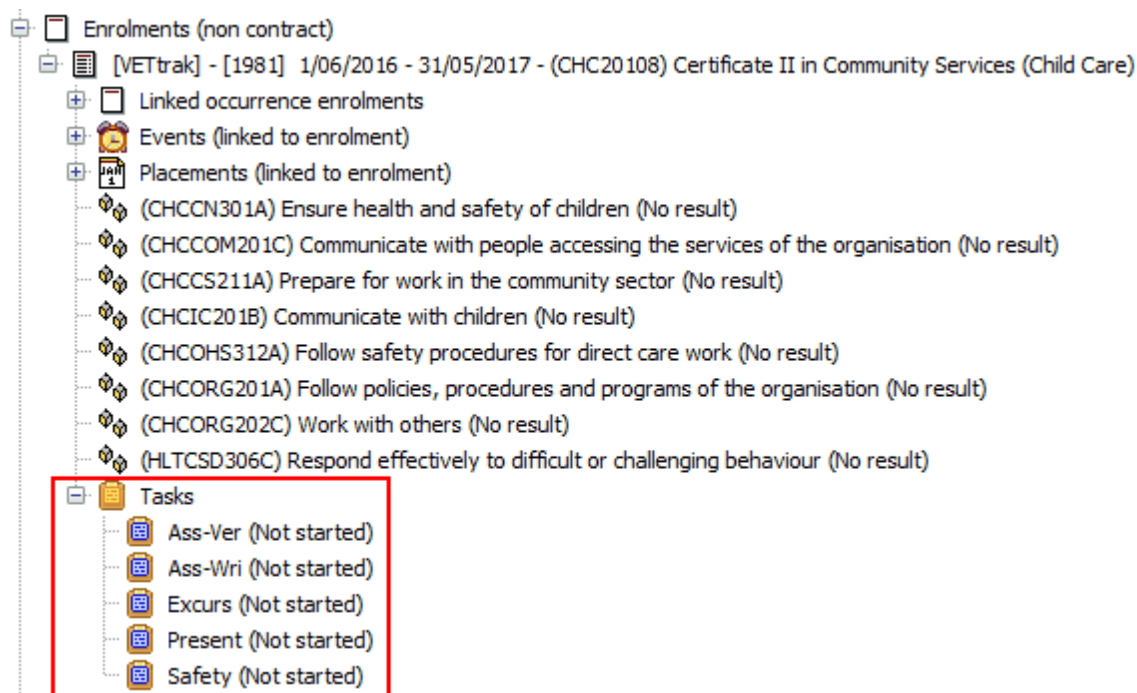 Enrolments (non contract)
[VETtrak] - [1981] 1/06/2016 - 31/05/2017 - (CHC20108) Certificate II in Community Services (Child Care)
Linked occurrence enrolments
Events (linked to enrolment)
JAN 1 Placements (linked to enrolment)
(CHCCN301A) Ensure health and safety of children (No result)
(CHCCOM201C) Communicate with people accessing the services of the organisation (No result)
(CHCCS211A) Prepare for work in the community sector (No result)
(CHCIC201B) Communicate with children (No result)
(CHCOHS312A) Follow safety procedures for direct care work (No result)
(CHCORG201A) Follow policies, procedures and programs of the organisation (No result)
(CHCORG202C) Work with others (No result)
(HLTCSD306C) Respond effectively to difficult or challenging behaviour (No result)
Tasks
Ass-Ver (Not started)
Ass-Wri (Not started)
Excurs (Not started)
Present (Not started)
Safety (Not started)